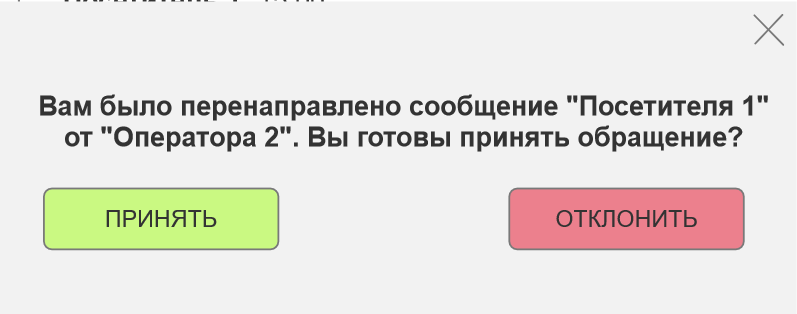 Вам было перенаправлено сообщение "Посетителя 1"
от "Оператора 2". Вы готовы принять обращение?
ПРИНЯТЬ
ОТКЛОНИТЬ